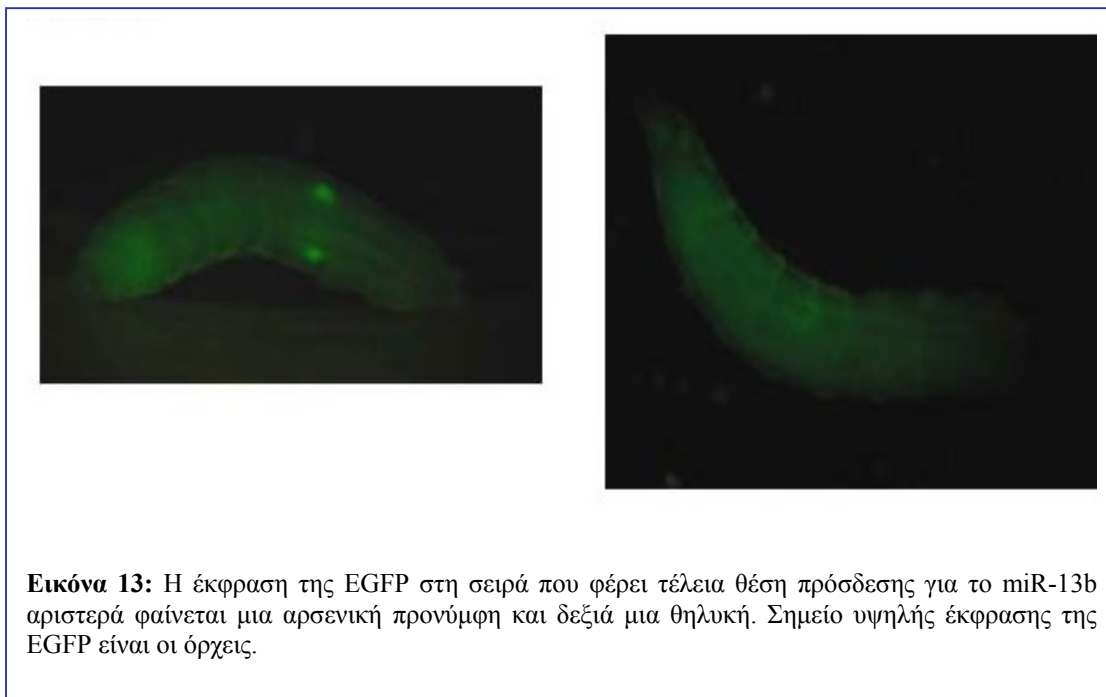 Εικόνα 13: Η έκφραση της EGFP στη σειρά που φέρει τέλεια θέση πρόσδεσης για το miR-13b
αριστερά φαίνεται μια αρσενική προνύμφη και δεξιά μια θηλυκή. Σημείο υψηλής έκφρασης της
EGFP είναι οι όρχεις.